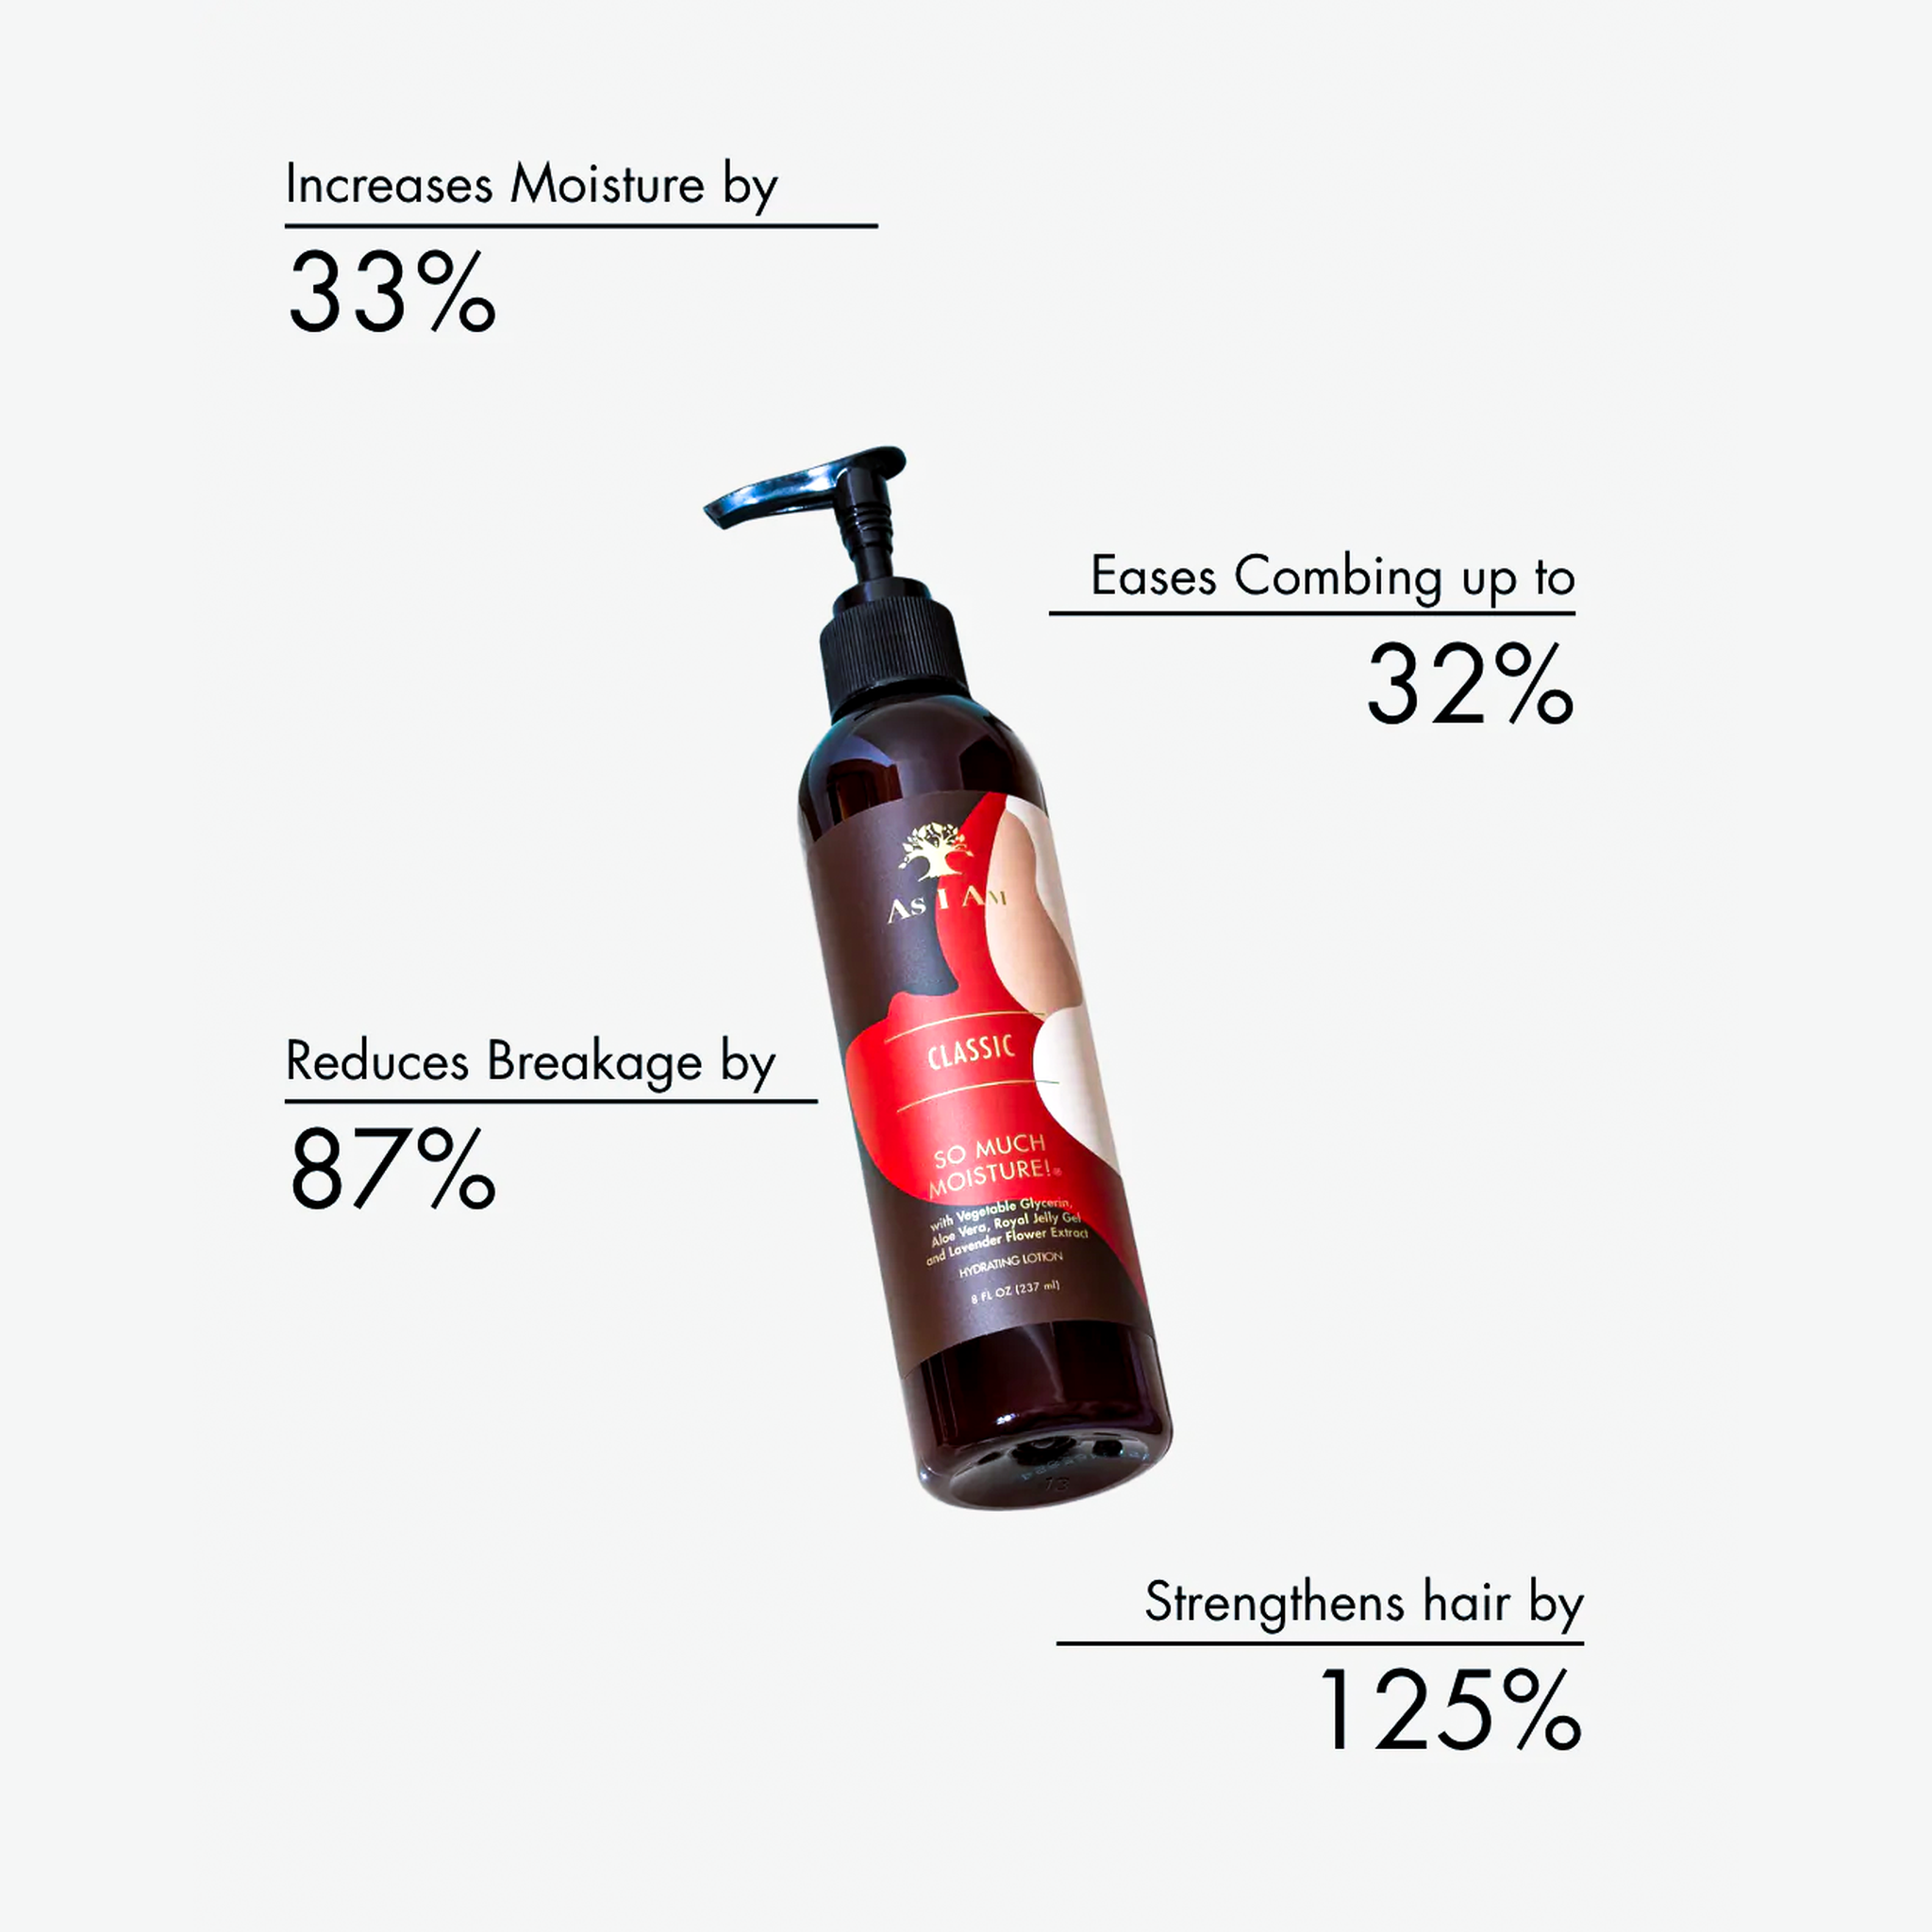 Increases Moisture by
33%
Eases Combing up to
32%
AS I AM
CLASSIC
Reduces Breakage by
87%
SO MUCH
MOISTURE!®
with Vegetable Glycerin,
Aloe Vera, Royal Jelly Gel
and Lavender Flower Extract
HYDRATING LOTION
8 FL OZ (237 ml)
13
Strengthens hair by
125%